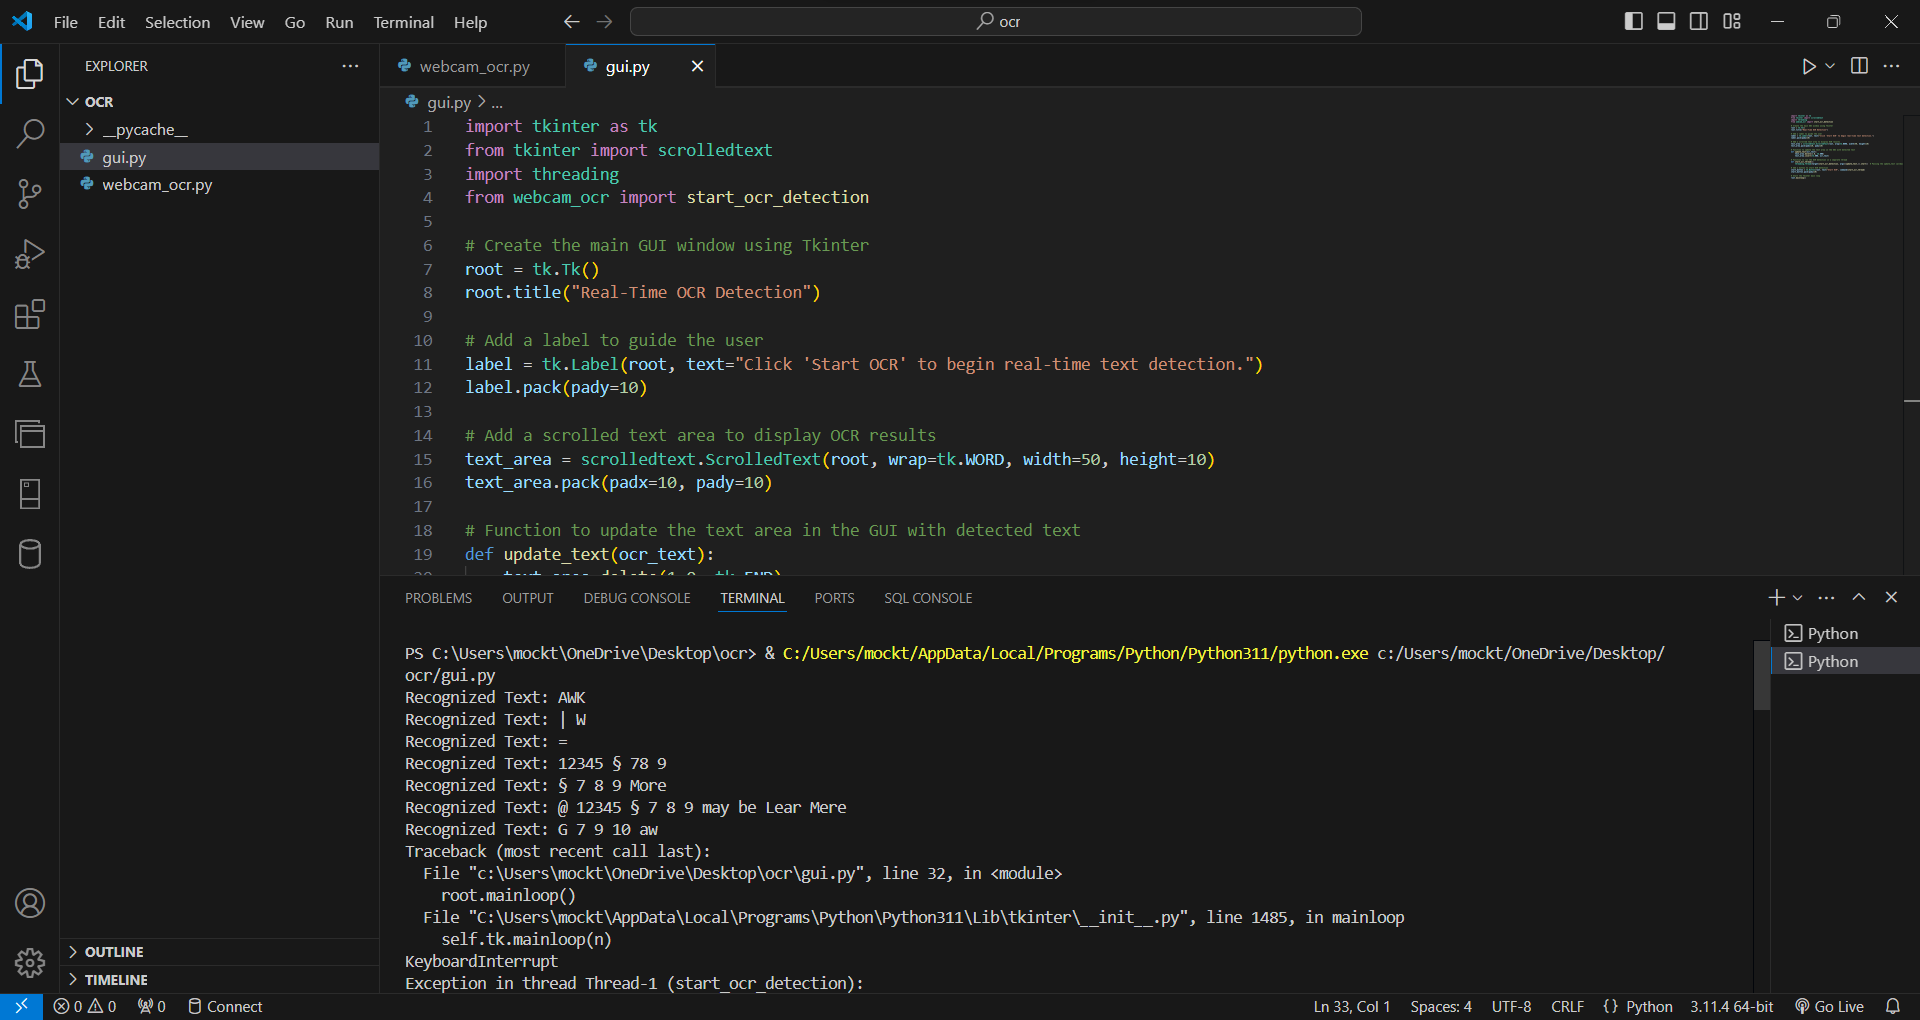 File Edit Selection View Go Run Terminal Help
ocr
EXPLORER
OCR
__pycache__
gui.py
webcam_ocr.py
OUTLINE
TIMELINE
webcam_ocr.py gui.py
gui.py > ...
1 import tkinter as tk
2 from tkinter import scrolledtext
3 import threading
4 from webcam_ocr import start_ocr_detection
5
6 # Create the main GUI window using Tkinter
7 root = tk.Tk()
8 root.title("Real-Time OCR Detection")
9
10 # Add a label to guide the user
11 label = tk.Label(root, text="Click 'Start OCR' to begin real-time text detection.")
12 label.pack(pady=10)
13
14 # Add a scrolled text area to display OCR results
15 text_area = scrolledtext.ScrolledText(root, wrap=tk.WORD, width=50, height=10)
16 text_area.pack(padx=10, pady=10)
17
18 # Function to update the text area in the GUI with detected text
19 def update_text(ocr_text):
PROBLEMS OUTPUT DEBUG CONSOLE TERMINAL PORTS SQL CONSOLE
PS C:\Users\mockt\OneDrive\Desktop\ocr> & C:/Users/mockt/AppData/Local/Programs/Python/Python311/python.exe c:/Users/mockt/OneDrive/Desktop/
ocr/gui.py
Recognized Text: AWK
Recognized Text: | W
Recognized Text: =
Recognized Text: 12345 § 78 9
Recognized Text: § 7 8 9 More
Recognized Text: @ 12345 § 7 8 9 may be Lear Mere
Recognized Text: G 7 9 10 aw
Traceback (most recent call last):
File "c:\Users\mockt\OneDrive\Desktop\ocr\gui.py", line 32, in <module>
root.mainloop()
File "C:\Users\mockt\AppData\Local\Programs\Python\Python311\Lib\tkinter\__init__.py", line 1485, in mainloop
self.tk.mainloop(n)
KeyboardInterrupt
Exception in thread Thread-1 (start_ocr_detection):
Python
Python
0 0 0 Connect
Ln 33, Col 1 Spaces: 4 UTF-8 CRLF {} Python 3.11.4 64-bit Go Live